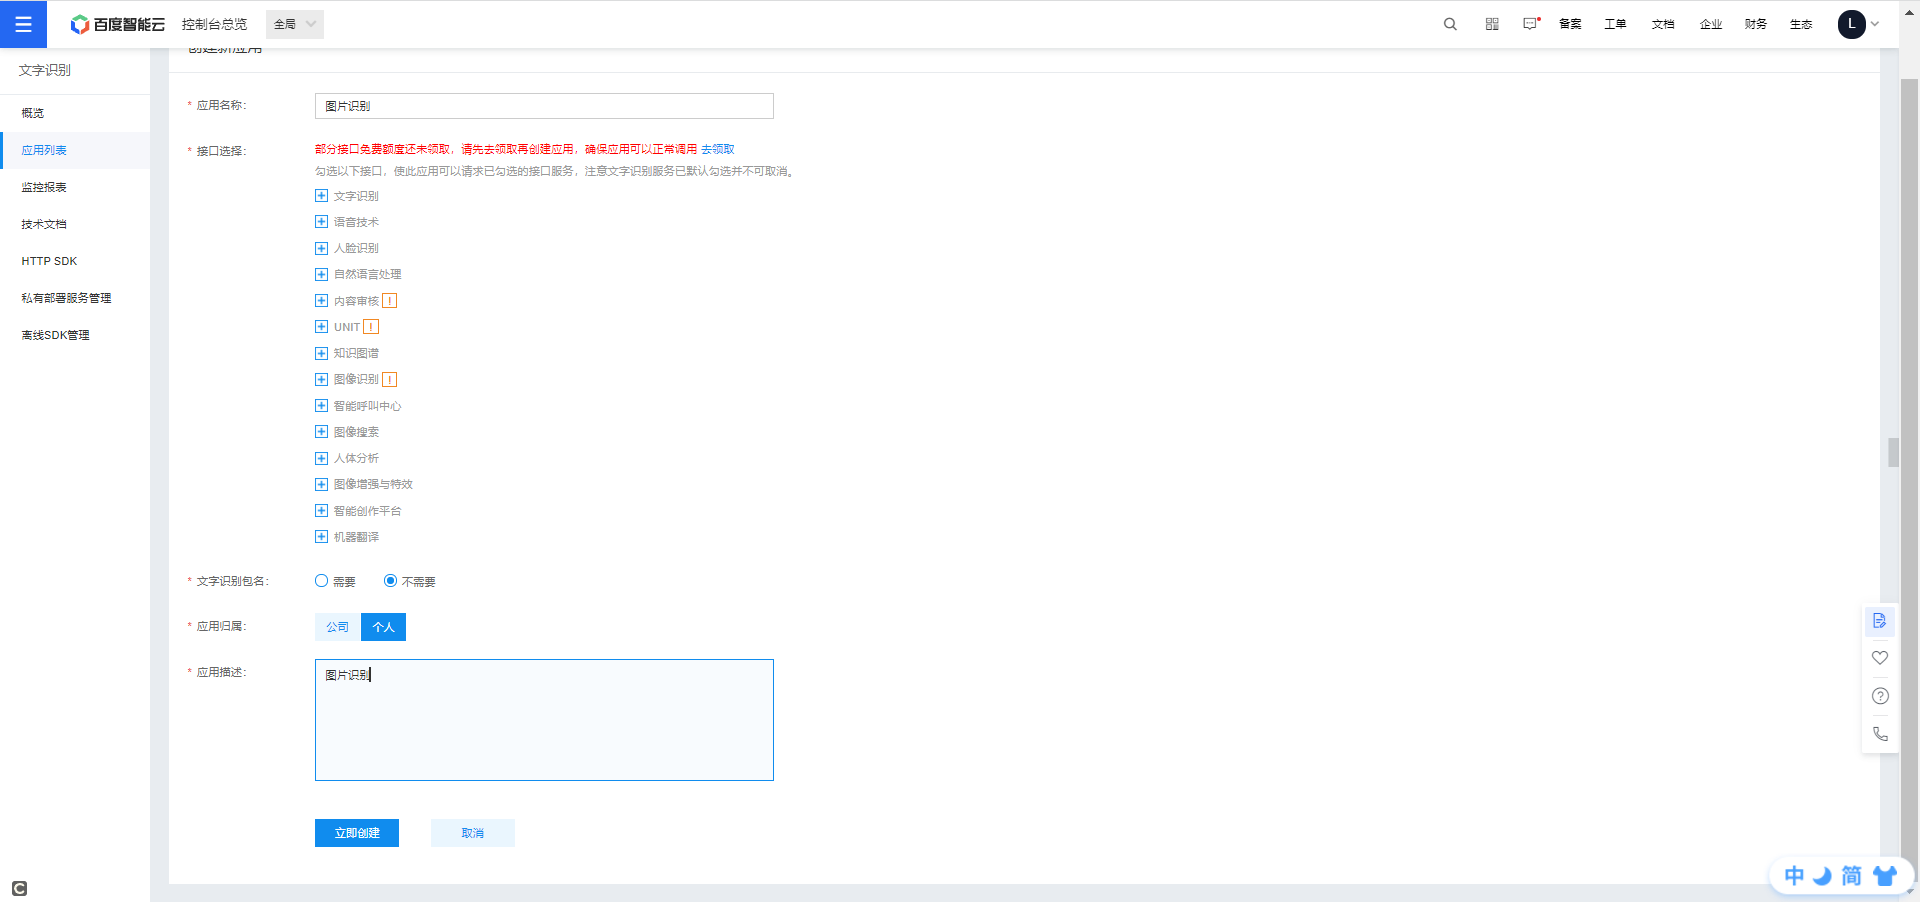 百度智能云 控制台总览 全局 备案 工单 文档 企业 财务 生态 L
创建新应用
文字识别
概览
应用列表
监控报表
技术文档
HTTP SDK
私有部署服务管理
离线SDK管理
* 应用名称: 图片识别
* 接口选择: 部分接口免费额度还未领取，请先去领取再创建应用，确保应用可以正常调用 去领取
勾选以下接口，使此应用可以请求已勾选的接口服务，注意文字识别服务已默认勾选并不可取消。
文字识别
语音技术
人脸识别
自然语言处理
内容审核 !
UNIT !
知识图谱
图像识别 !
智能呼叫中心
图像搜索
人体分析
图像增强与特效
智能创作平台
机器翻译
* 文字识别包名: 需要 不需要
* 应用归属: 公司 个人
* 应用描述: 图片识别
立即创建 取消
中 简